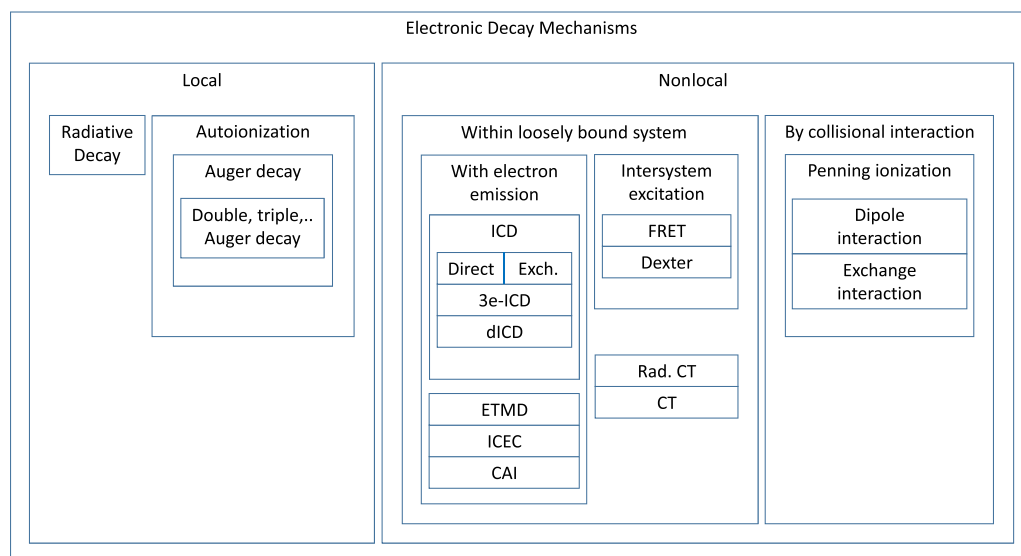 Electronic Decay Mechanisms
Local
Radiative
Decay
Autoionization
Auger decay
Double, triple,..
Auger decay
Nonlocal
Within loosely bound system
With electron
emission
ICD
Direct
Exch.
3e-ICD
dICD
ETMD
ICEC
CAI
Intersystem
excitation
FRET
Dexter
Rad. CT
CT
By collisional interaction
Penning ionization
Dipole
interaction
Exchange
interaction